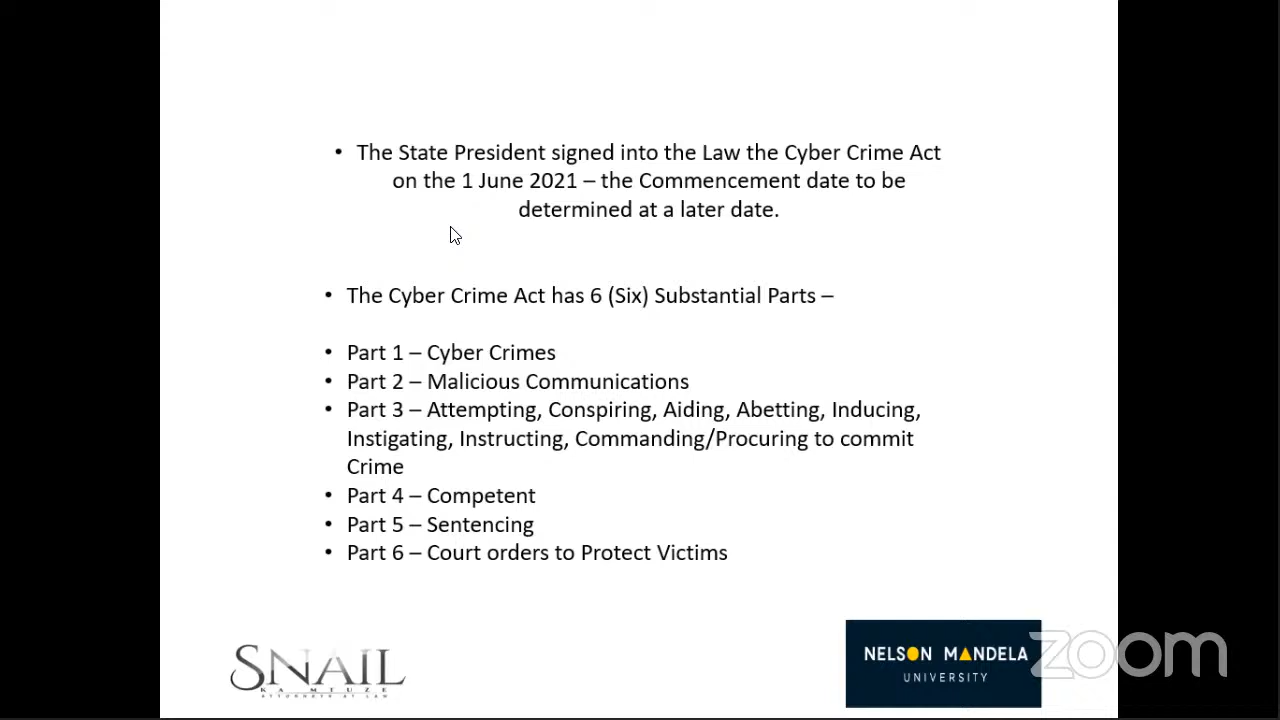 • The State President signed into the Law the Cyber Crime Act
on the 1 June 2021 – the Commencement date to be
determined at a later date.
• The Cyber Crime Act has 6 (Six) Substantial Parts –
• Part 1 – Cyber Crimes
• Part 2 – Malicious Communications
• Part 3 – Attempting, Conspiring, Aiding, Abetting, Inducing,
Instigating, Instructing, Commanding/Procuring to commit
Crime
• Part 4 – Competent
• Part 5 – Sentencing
• Part 6 – Court orders to Protect Victims
SNAIL
ATTORNEYS AT LAW
NELSON MANDELA
UNIVERSITY
zoom